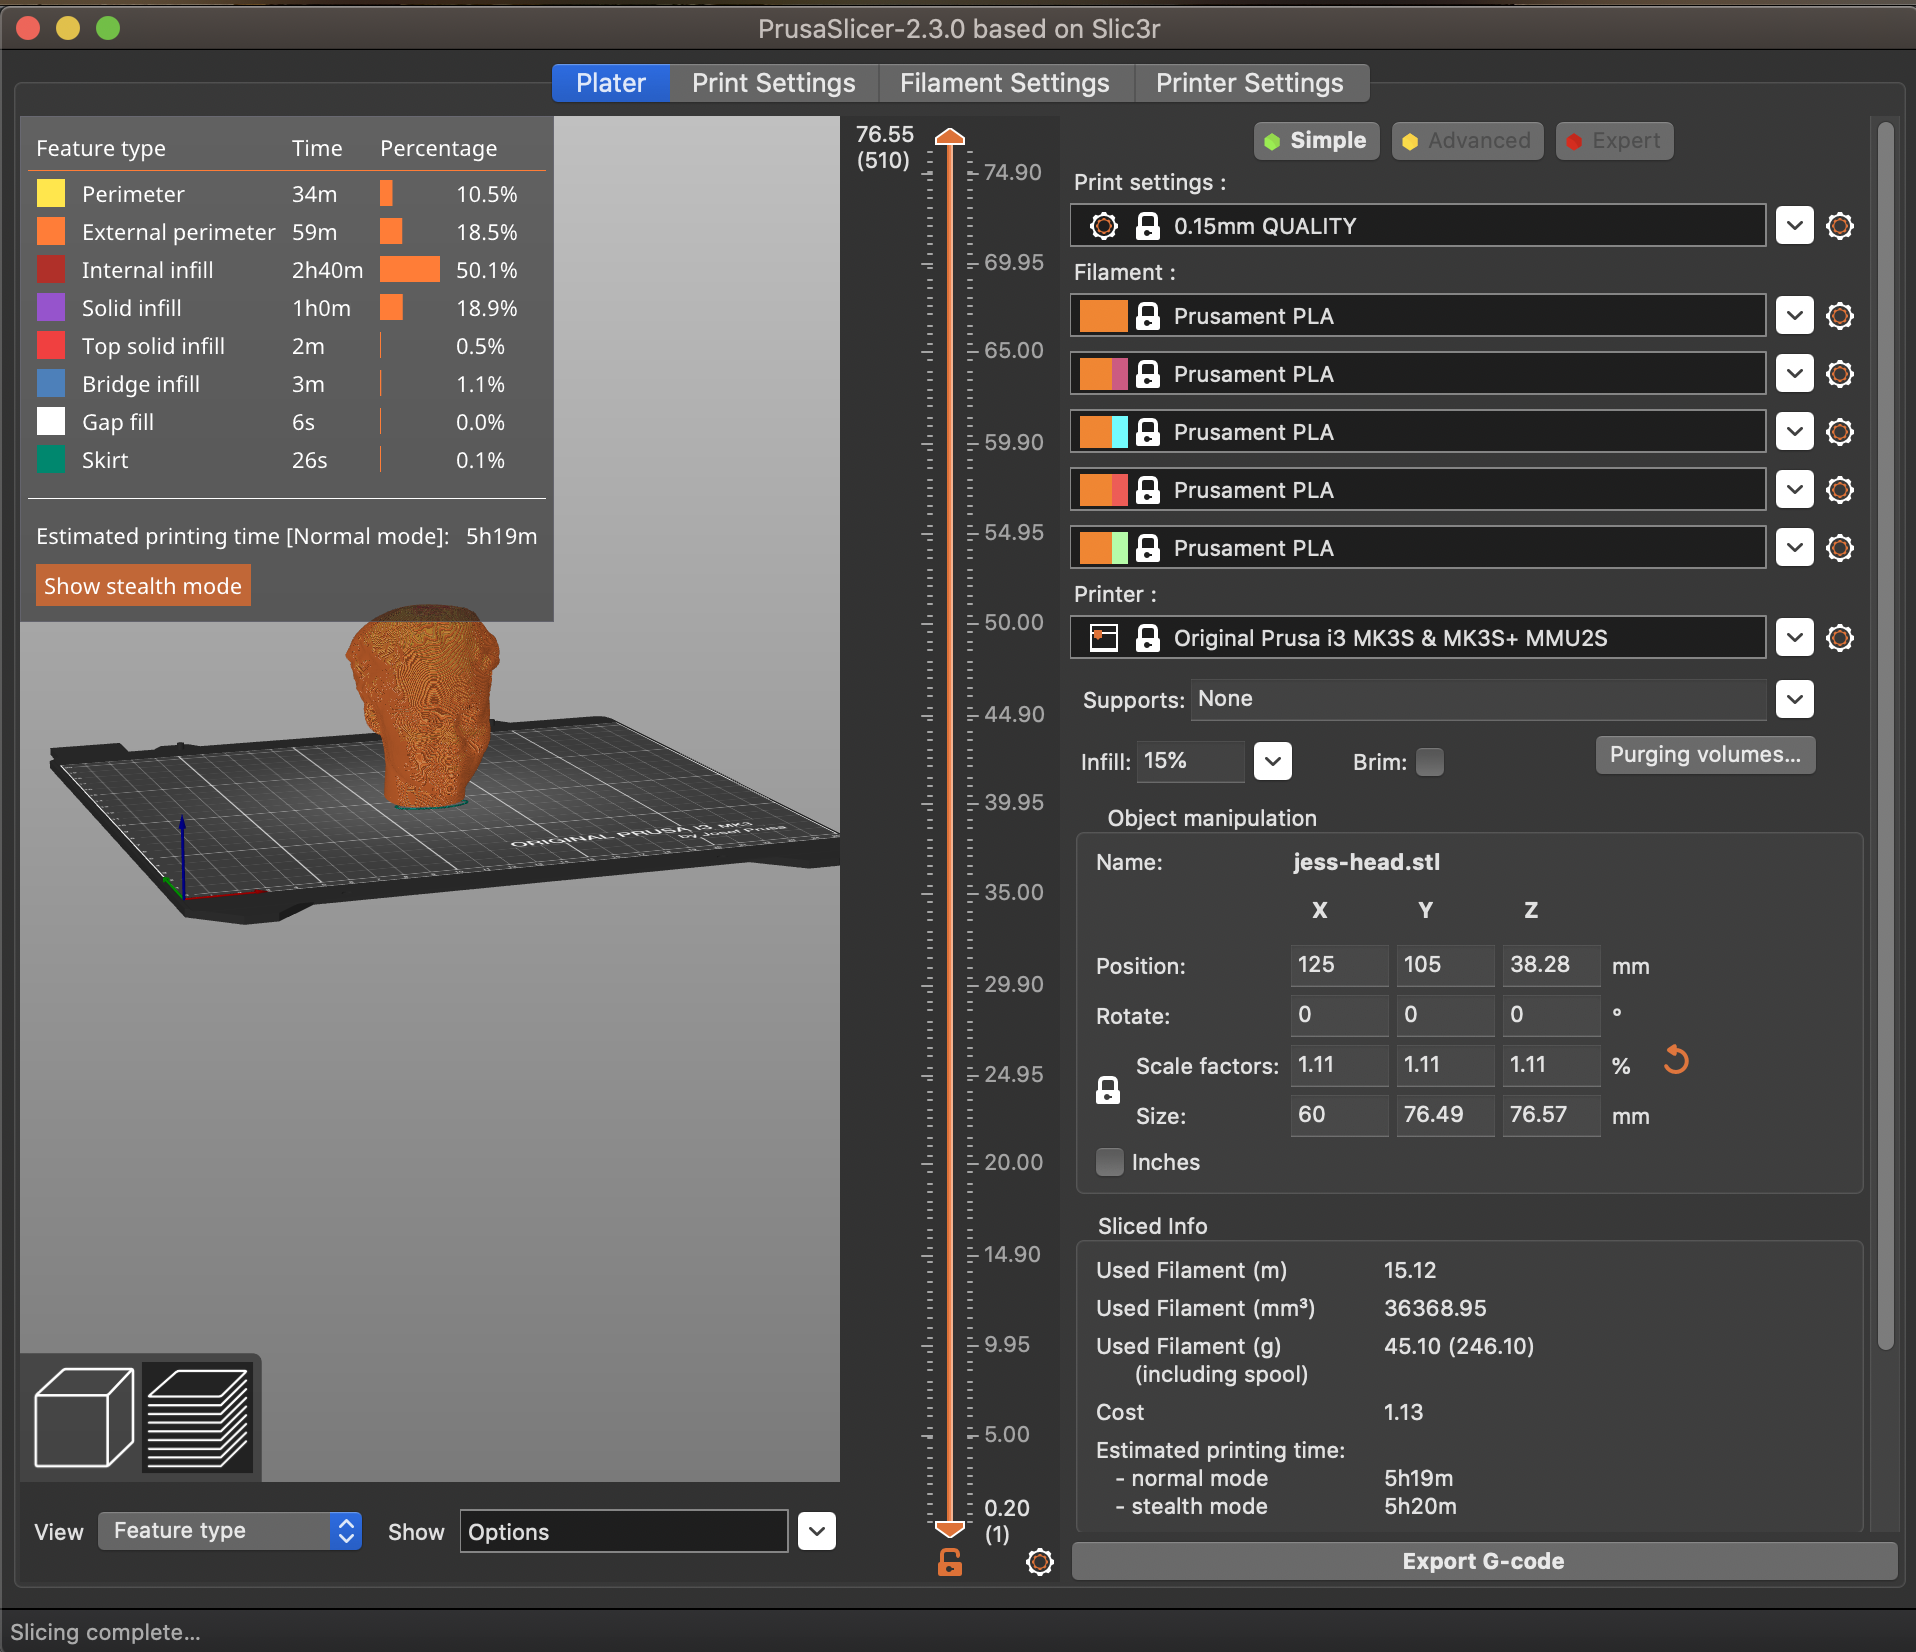 PrusaSlicer-2.3.0 based on Slic3r
Plater Print Settings Filament Settings Printer Settings
Feature type Time Percentage
Perimeter 34m 10.5%
External perimeter 59m 18.5%
Internal infill 2h40m 50.1%
Solid infill 1h0m 18.9%
Top solid infill 2m 0.5%
Bridge infill 3m 1.1%
Gap fill 6s 0.0%
Skirt 26s 0.1%
Estimated printing time [Normal mode]: 5h19m
Show stealth mode
ORIGINAL PRUSA i3 MK3
by Josef Prusa
View Feature type Show Options
76.55
(510)
74.90
69.95
65.00
59.90
54.95
50.00
44.90
39.95
35.00
29.90
24.95
20.00
14.90
9.95
5.00
0.20
(1)
Simple Advanced Expert
Print settings :
0.15mm QUALITY
Filament :
Prusament PLA
Prusament PLA
Prusament PLA
Prusament PLA
Prusament PLA
Printer :
Original Prusa i3 MK3S & MK3S+ MMU2S
Supports: None
Infill: 15% Brim: Purging volumes...
Object manipulation
Name: jess-head.stl
X Y Z
Position: 125 105 38.28 mm
Rotate: 0 0 0 °
Scale factors: 1.11 1.11 1.11 %
Size: 60 76.49 76.57 mm
Inches
Sliced Info
Used Filament (m) 15.12
Used Filament (mm³) 36368.95
Used Filament (g) 45.10 (246.10)
(including spool)
Cost 1.13
Estimated printing time:
- normal mode 5h19m
- stealth mode 5h20m
Export G-code
Slicing complete...